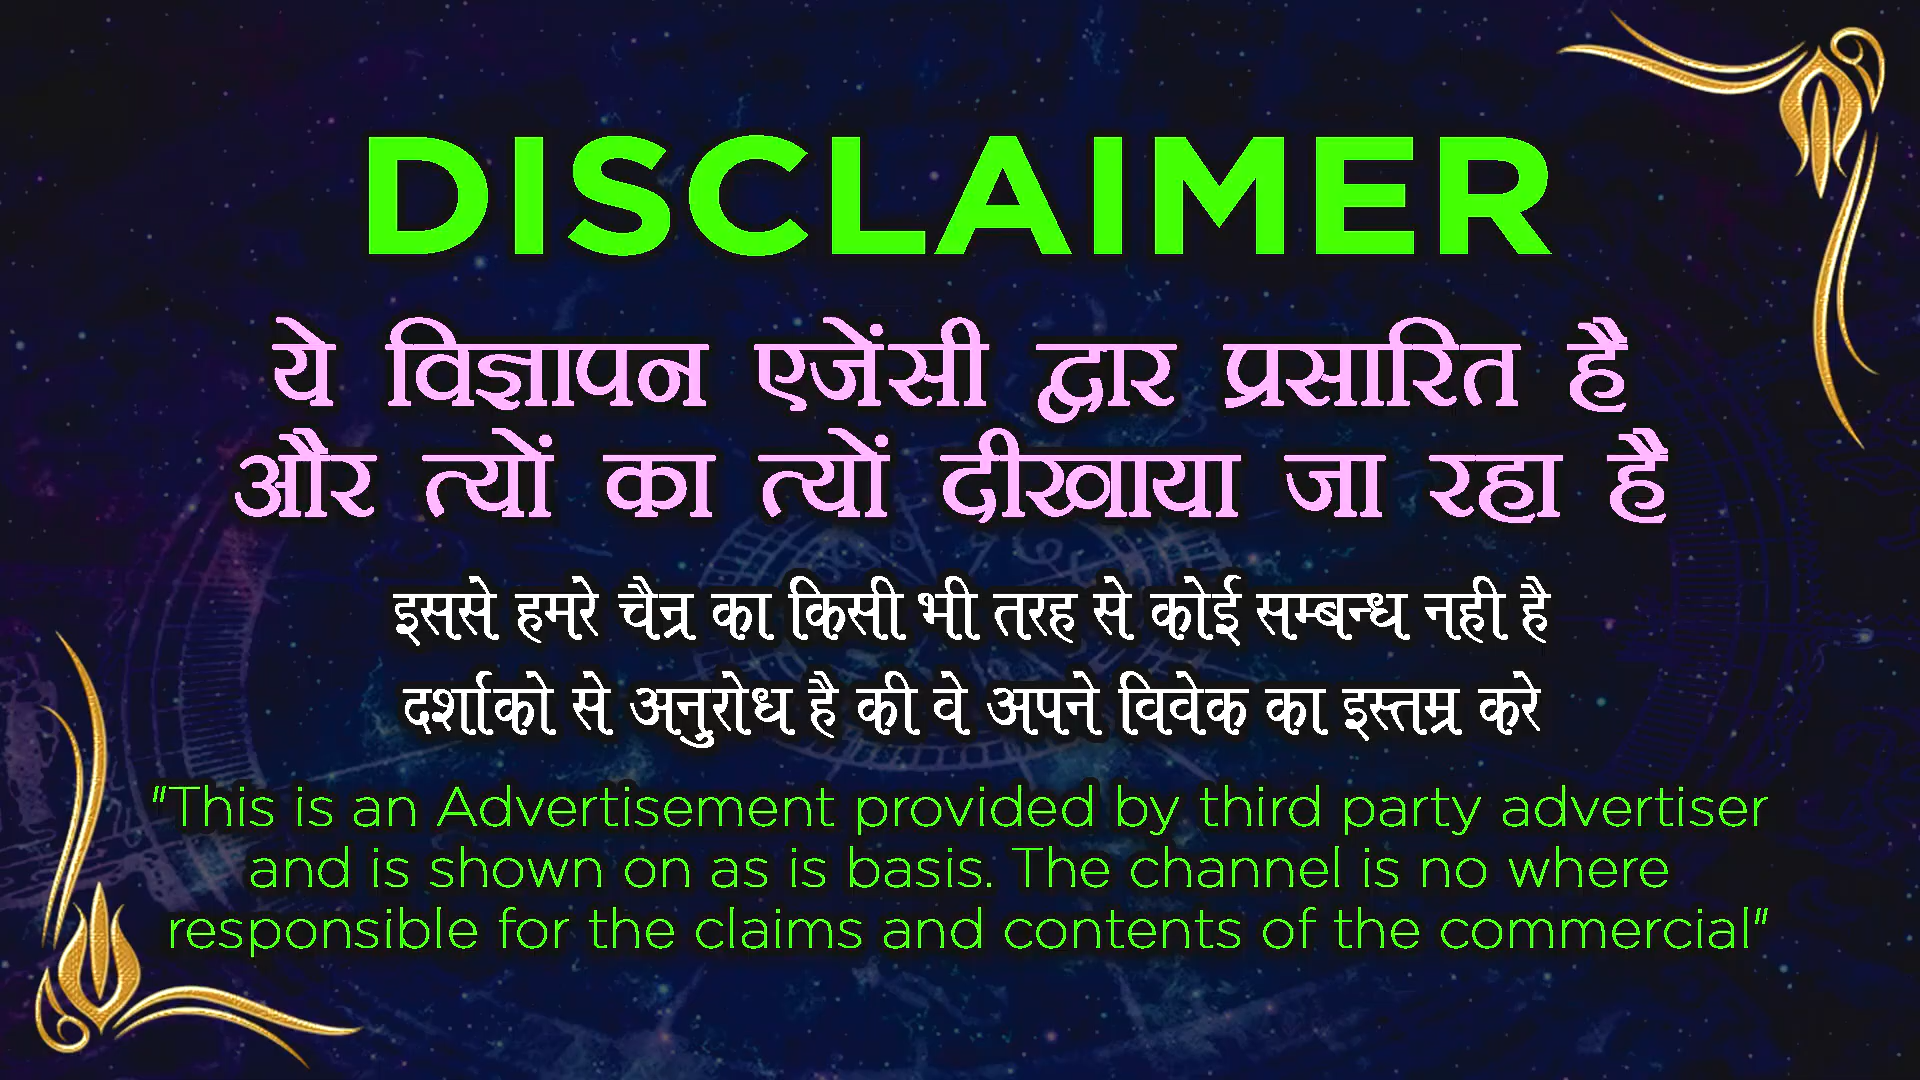 DISCLAIMER
ये विज्ञापन एजेंसी द्वार प्रसारित है
और त्यों का त्यों दीखाया जा रहा है
इससे हमरे चैन्र का किसी भी तरह से कोई सम्बन्ध नही है
दर्शाको से अनुरोध है की वे अपने विवेक का इस्तम्र करे
"This is an Advertisement provided by third party advertiser
and is shown on as is basis. The channel is no where
responsible for the claims and contents of the commercial"